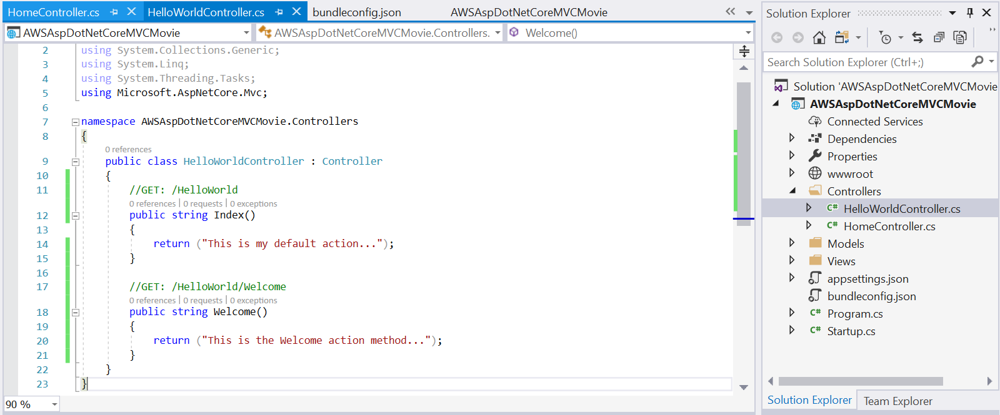 HomeController.cs
HelloWorldController.cs
bundleconfig.json
AWSAspDotNetCoreMVCMovie
AWSAspDotNetCoreMVCMovie
AWSAspDotNetCoreMVCMovie.Controllers.
Welcome()
2 using System.Collections.Generic;
3 using System.Linq;
4 using System.Threading.Tasks;
5 using Microsoft.AspNetCore.Mvc;
6
7 namespace AWSAspDotNetCoreMVCMovie.Controllers
8 {
0 references
9 public class HelloWorldController : Controller
10 {
11 //GET: /HelloWorld
0 references | 0 requests | 0 exceptions
12 public string Index()
13 {
14 return ("This is my default action...");
15 }
16
17 //GET: /HelloWorld/Welcome
0 references | 0 requests | 0 exceptions
18 public string Welcome()
19 {
20 return ("This is the Welcome action method...");
21 }
22 }
23 }
90 %
Solution Explorer
Search Solution Explorer (Ctrl+;)
Solution 'AWSAspDotNetCoreMVCMovie
AWSAspDotNetCoreMVCMovie
Connected Services
Dependencies
Properties
wwwroot
Controllers
C# HelloWorldController.cs
C# HomeController.cs
Models
Views
appsettings.json
bundleconfig.json
C# Program.cs
C# Startup.cs
Solution Explorer
Team Explorer